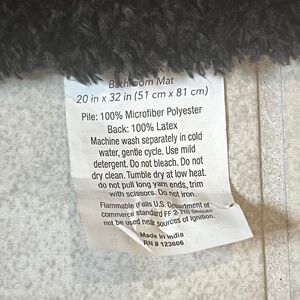 Bathroom Mat
20 in x 32 in (51 cm x 81 cm)
Pile: 100% Microfiber Polyester
Back: 100% Latex
Machine wash separately in cold
water, gentle cycle. Use mild
detergent. Do not bleach. Do not
dry clean. Tumble dry at low heat.
do not pull long yarn ends, trim
with scissors. Do not iron.
Flammable (Fails U.S. Department of
commerce standard FF 2-70) Should
not be used near sources of ignition.
Made in India
RN # 123606